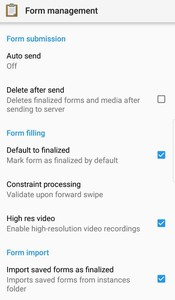 Form management
Form submission
Auto send
Off
Delete after send
Deletes finalized forms and media after
sending to server
Form filling
Default to finalized
Mark form as finalized by default
Constraint processing
Validate upon forward swipe
High res video
Enable high-resolution video recordings
Form import
Import saved forms as finalized
Imports saved forms from instances
folder